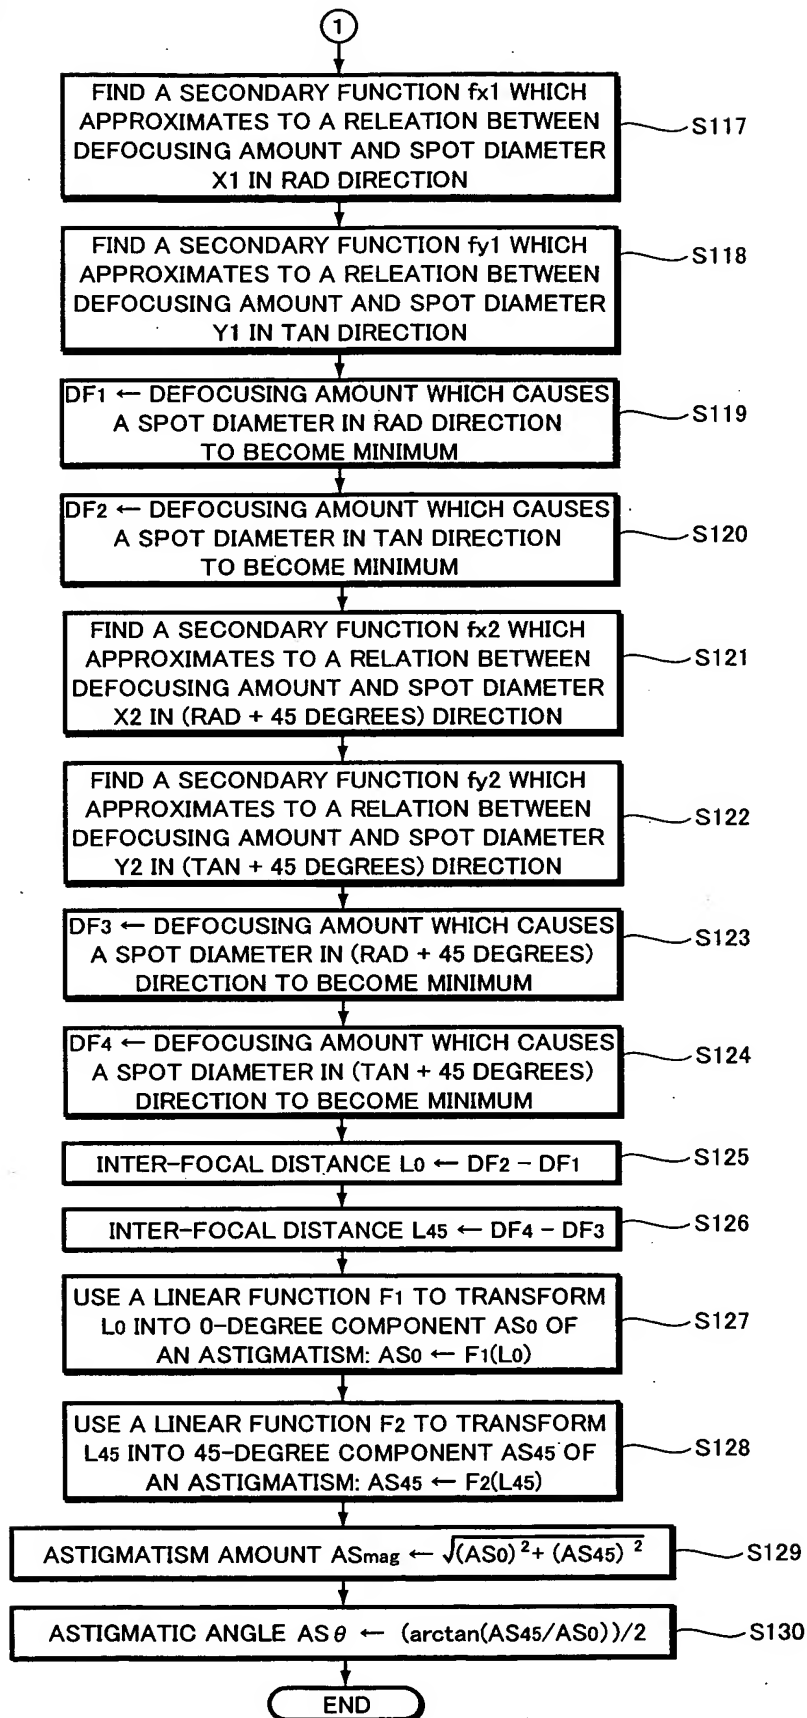 1
FIND A SECONDARY FUNCTION fx1 WHICH
APPROXIMATES TO A RELEATION BETWEEN
DEFOCUSING AMOUNT AND SPOT DIAMETER
X1 IN RAD DIRECTION
S117
FIND A SECONDARY FUNCTION fy1 WHICH
APPROXIMATES TO A RELEATION BETWEEN
DEFOCUSING AMOUNT AND SPOT DIAMETER
Y1 IN TAN DIRECTION
S118
DF1 ← DEFOCUSING AMOUNT WHICH CAUSES
A SPOT DIAMETER IN RAD DIRECTION
TO BECOME MINIMUM
S119
DF2 ← DEFOCUSING AMOUNT WHICH CAUSES
A SPOT DIAMETER IN TAN DIRECTION
TO BECOME MINIMUM
S120
FIND A SECONDARY FUNCTION fx2 WHICH
APPROXIMATES TO A RELATION BETWEEN
DEFOCUSING AMOUNT AND SPOT DIAMETER
X2 IN (RAD + 45 DEGREES) DIRECTION
S121
FIND A SECONDARY FUNCTION fy2 WHICH
APPROXIMATES TO A RELATION BETWEEN
DEFOCUSING AMOUNT AND SPOT DIAMETER
Y2 IN (TAN + 45 DEGREES) DIRECTION
S122
DF3 ← DEFOCUSING AMOUNT WHICH CAUSES
A SPOT DIAMETER IN (RAD + 45 DEGREES)
DIRECTION TO BECOME MINIMUM
S123
DF4 ← DEFOCUSING AMOUNT WHICH CAUSES
A SPOT DIAMETER IN (TAN + 45 DEGREES)
DIRECTION TO BECOME MINIMUM
S124
INTER-FOCAL DISTANCE L0 ← DF2 − DF1
S125
INTER-FOCAL DISTANCE L45 ← DF4 − DF3
S126
USE A LINEAR FUNCTION F1 TO TRANSFORM
L0 INTO 0-DEGREE COMPONENT AS0 OF
AN ASTIGMATISM: AS0 ← F1(L0)
S127
USE A LINEAR FUNCTION F2 TO TRANSFORM
L45 INTO 45-DEGREE COMPONENT AS45 OF
AN ASTIGMATISM: AS45 ← F2(L45)
S128
ASTIGMATISM AMOUNT ASmag ← √(AS0)² + (AS45)²
S129
ASTIGMATIC ANGLE ASθ ← (arctan(AS45/AS0))/2
S130
END